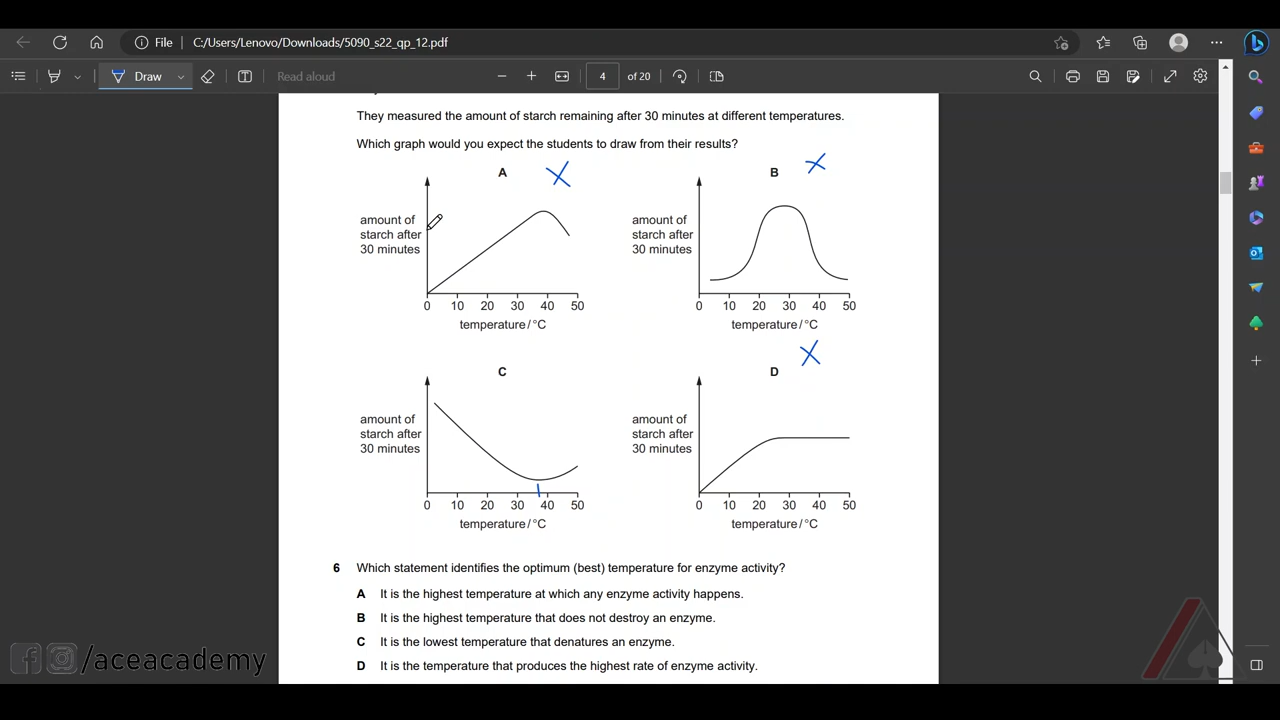 File C:/Users/Lenovo/Downloads/5090_s22_qp_12.pdf
Draw Read aloud 4 of 20
They measured the amount of starch remaining after 30 minutes at different temperatures.
Which graph would you expect the students to draw from their results?
A
amount of
starch after
30 minutes
0 10 20 30 40 50
temperature / °C
B
amount of
starch after
30 minutes
0 10 20 30 40 50
temperature / °C
C
amount of
starch after
30 minutes
0 10 20 30 40 50
temperature / °C
D
amount of
starch after
30 minutes
0 10 20 30 40 50
temperature / °C
6 Which statement identifies the optimum (best) temperature for enzyme activity?
A It is the highest temperature at which any enzyme activity happens.
B It is the highest temperature that does not destroy an enzyme.
C It is the lowest temperature that denatures an enzyme.
D It is the temperature that produces the highest rate of enzyme activity.
/aceacademy